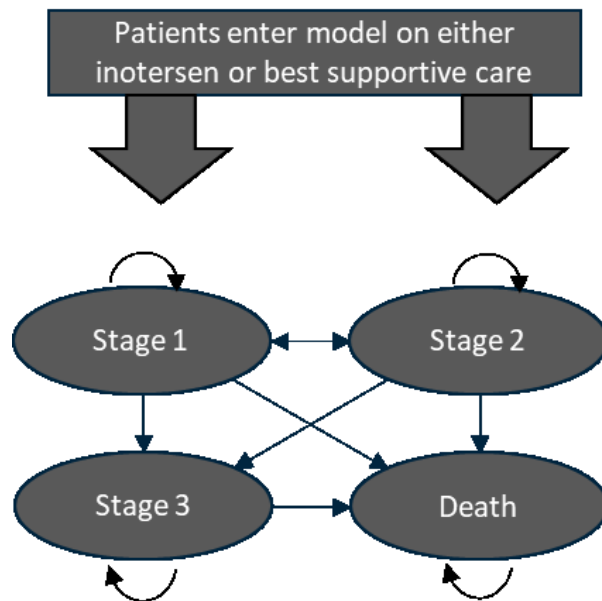 Patients enter model on either
inotersen or best supportive care
Stage 1
Stage 2
Stage 3
Death